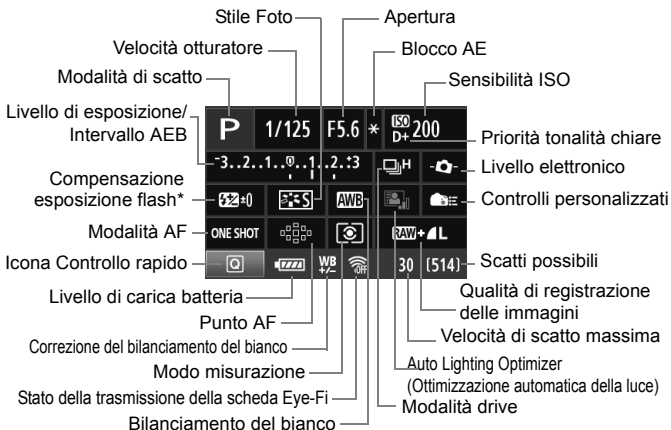 Stile Foto
Apertura
Velocità otturatore
Blocco AE
Modalità di scatto
Sensibilità ISO
Livello di esposizione/
Intervallo AEB
P 1/125 F5.6 * ISO D+ 200
Priorità tonalità chiare
-3..2..1..0..1..2..+3 H
Livello elettronico
Compensazione
esposizione flash*
±0 S AWB
Controlli personalizzati
Modalità AF
ONE SHOT RAW+L
Icona Controllo rapido
Q WB +/- OFF 30 [514]
Scatti possibili
Livello di carica batteria
Qualità di registrazione
delle immagini
Punto AF
Velocità di scatto massima
Correzione del bilanciamento del bianco
Modo misurazione
Auto Lighting Optimizer
(Ottimizzazione automatica della luce)
Stato della trasmissione della scheda Eye-Fi
Modalità drive
Bilanciamento del bianco